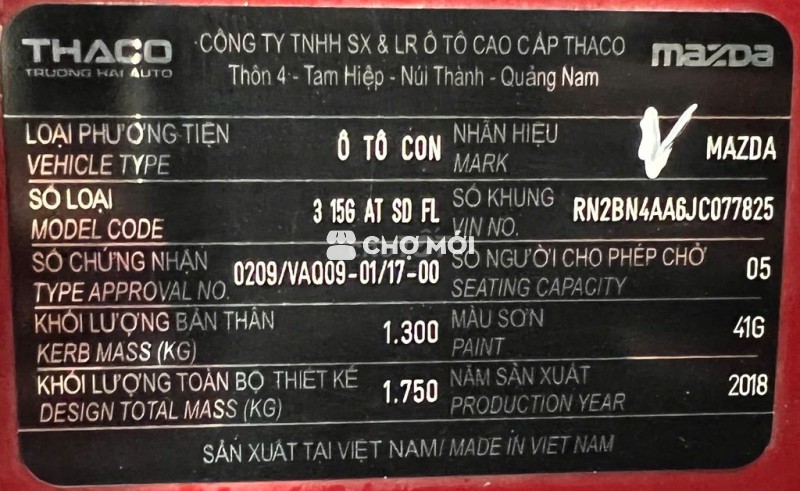 THACO
TRUONG HAI AUTO
CÔNG TY TNHH SX & LR Ô TÔ CAO CẤP THACO
Thôn 4 - Tam Hiệp - Núi Thành - Quảng Nam
mazda
LOẠI PHƯƠNG TIỆN
VEHICLE TYPE
Ô TÔ CON
NHÃN HIỆU
MARK
MAZDA
SỐ LOẠI
MODEL CODE
3 15G AT SD FL
SỐ KHUNG
VIN NO.
RN2BN4AA6JC077825
CHỢ MỚI
SỐ CHỨNG NHẬN
TYPE APPROVAL NO.
0209/VAQ09-01/17-00
SỐ NGƯỜI CHO PHÉP CHỞ
SEATING CAPACITY
05
KHỐI LƯỢNG BẢN THÂN
KERB MASS (KG)
1.300
MÀU SƠN
PAINT
41G
KHỐI LƯỢNG TOÀN BỘ THIẾT KẾ
DESIGN TOTAL MASS (KG)
1.750
NĂM SẢN XUẤT
PRODUCTION YEAR
2018
SẢN XUẤT TẠI VIỆT NAM/ MADE IN VIET NAM